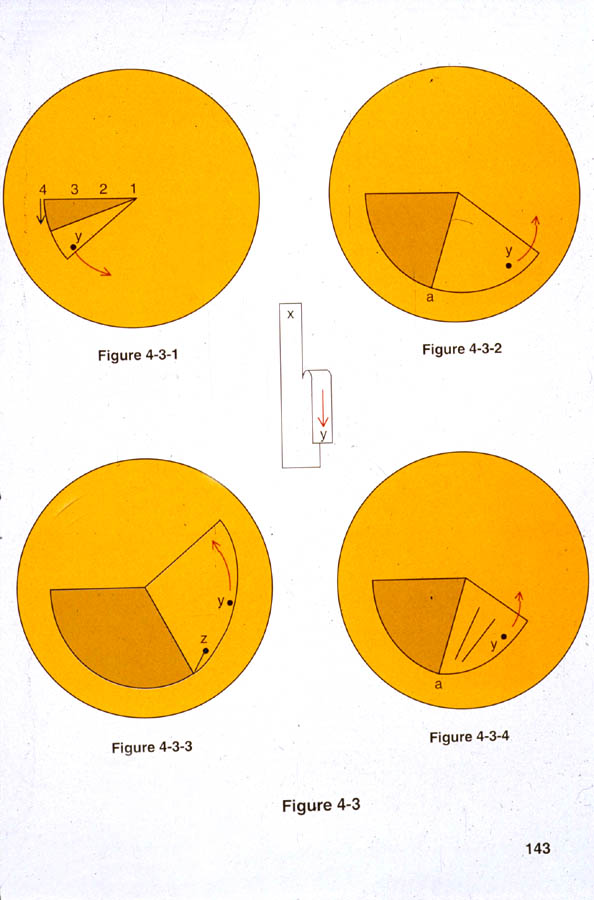 4 3 2 1
y
Figure 4-3-1
y
a
Figure 4-3-2
x
y
y
z
Figure 4-3-3
y
a
Figure 4-3-4
Figure 4-3
143